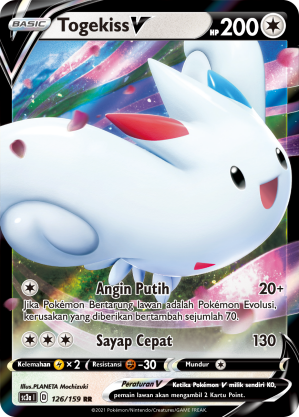 BASIC Togekiss V HP 200
Angin Putih 20+
Jika Pokémon Bertarung lawan adalah Pokémon Evolusi,
kerusakan yang diberikan bertambah sejumlah 70.
Sayap Cepat 130
Kelemahan ×2 Resistansi -30 Mundur
Illus.PLANETA Mochizuki
Peraturan V Ketika Pokémon V milik sendiri KO,
pemain lawan akan mengambil 2 Kartu Point.
sc3a I D 126/159 RR
©2021 Pokémon/Nintendo/Creatures/GAME FREAK.